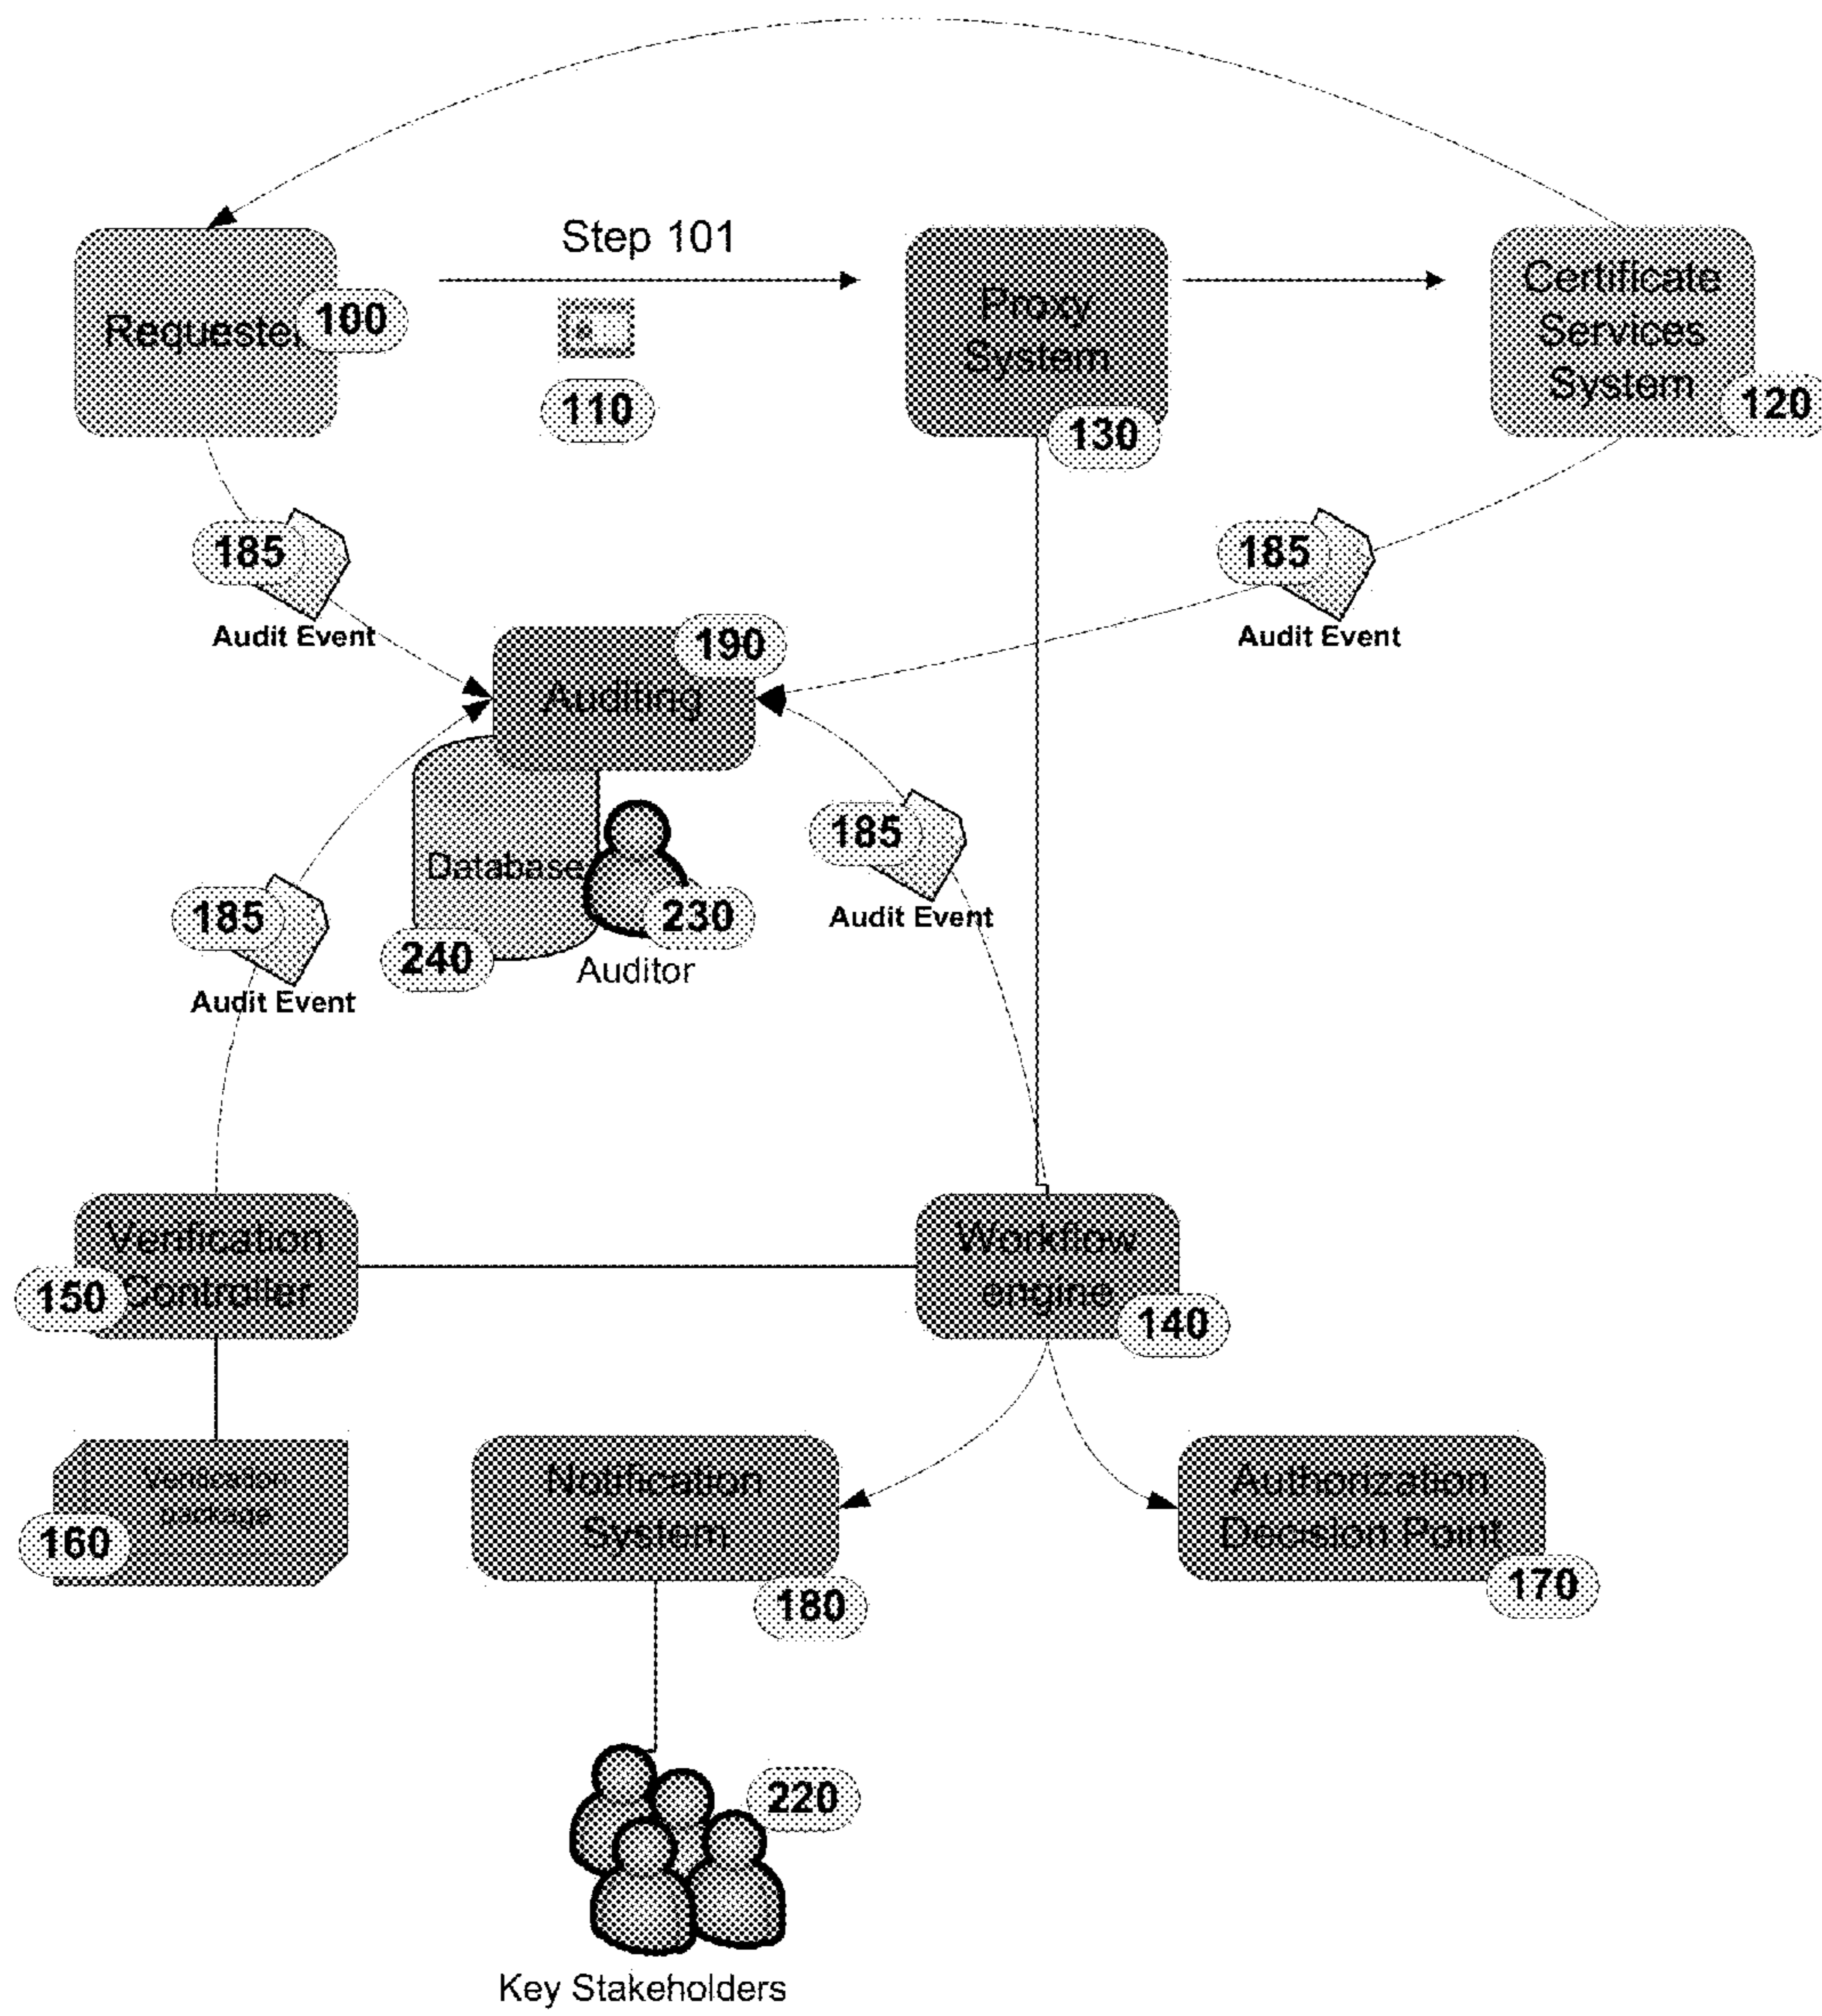 Step 101
Requester
100
110
Proxy
System
130
Certificate
Services
System
120
185
Audit Event
185
Audit Event
190
Auditing
Database
240
230
Auditor
185
Audit Event
185
Audit Event
Verification
Controller
150
Workflow
engine
140
Verification
package
160
Notification
System
180
Authorization
Decision Point
170
220
Key Stakeholders